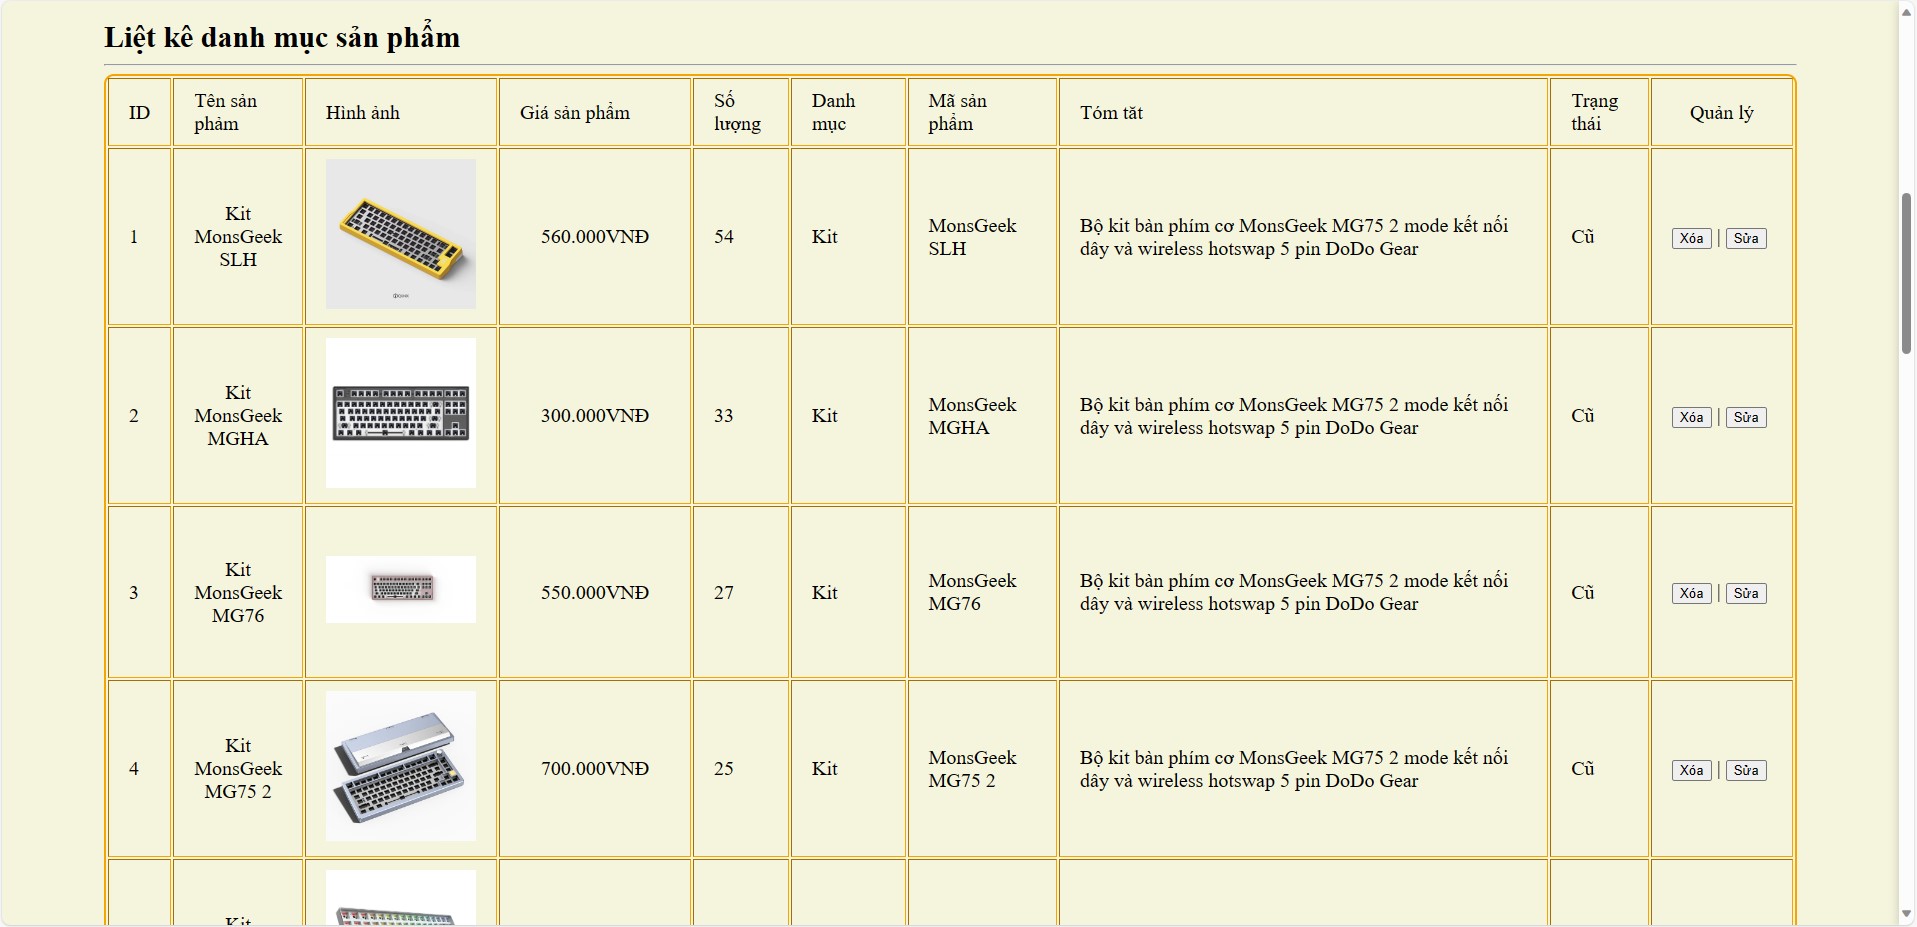 Liệt kê danh mục sản phẩm
ID
Tên sản
phảm
Hình ảnh
Giá sản phẩm
Số
lượng
Danh
mục
Mã sản
phẩm
Tóm tăt
Trạng
thái
Quản lý
1
Kit
MonsGeek
SLH
560.000VNĐ
54
Kit
MonsGeek
SLH
Bộ kit bàn phím cơ MonsGeek MG75 2 mode kết nối
dây và wireless hotswap 5 pin DoDo Gear
Cũ
Xóa | Sửa
2
Kit
MonsGeek
MGHA
300.000VNĐ
33
Kit
MonsGeek
MGHA
Bộ kit bàn phím cơ MonsGeek MG75 2 mode kết nối
dây và wireless hotswap 5 pin DoDo Gear
Cũ
Xóa | Sửa
3
Kit
MonsGeek
MG76
550.000VNĐ
27
Kit
MonsGeek
MG76
Bộ kit bàn phím cơ MonsGeek MG75 2 mode kết nối
dây và wireless hotswap 5 pin DoDo Gear
Cũ
Xóa | Sửa
4
Kit
MonsGeek
MG75 2
700.000VNĐ
25
Kit
MonsGeek
MG75 2
Bộ kit bàn phím cơ MonsGeek MG75 2 mode kết nối
dây và wireless hotswap 5 pin DoDo Gear
Cũ
Xóa | Sửa
Kit